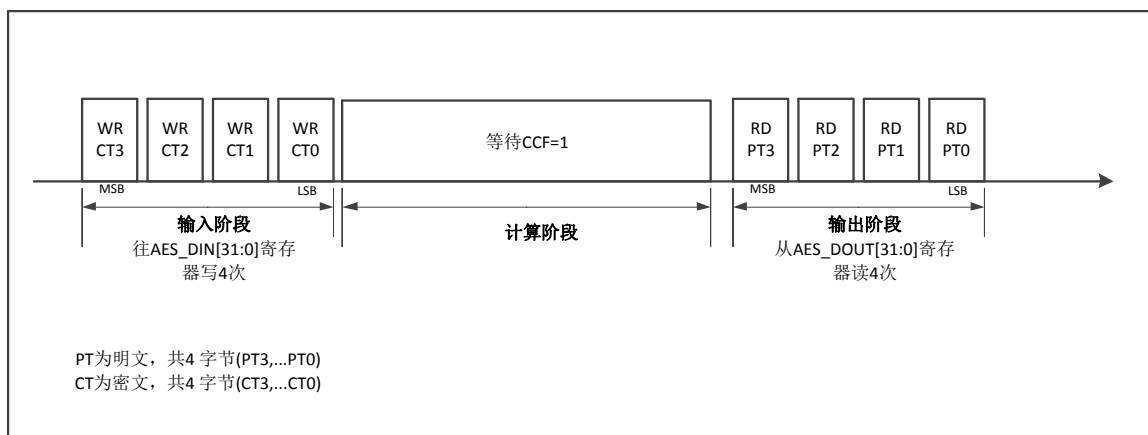 WR WR WR WR RD RD RD RD
CT3 CT2 CT1 CT0 等待CCF=1 PT3 PT2 PT1 PT0
MSB LSB MSB LSB
输入阶段 计算阶段 输出阶段
往AES_DIN[31:0]寄存 从AES_DOUT[31:0]寄存
器写4次 器读4次
PT为明文，共4 字节(PT3,...PT0)
CT为密文，共4 字节(CT3,...CT0)